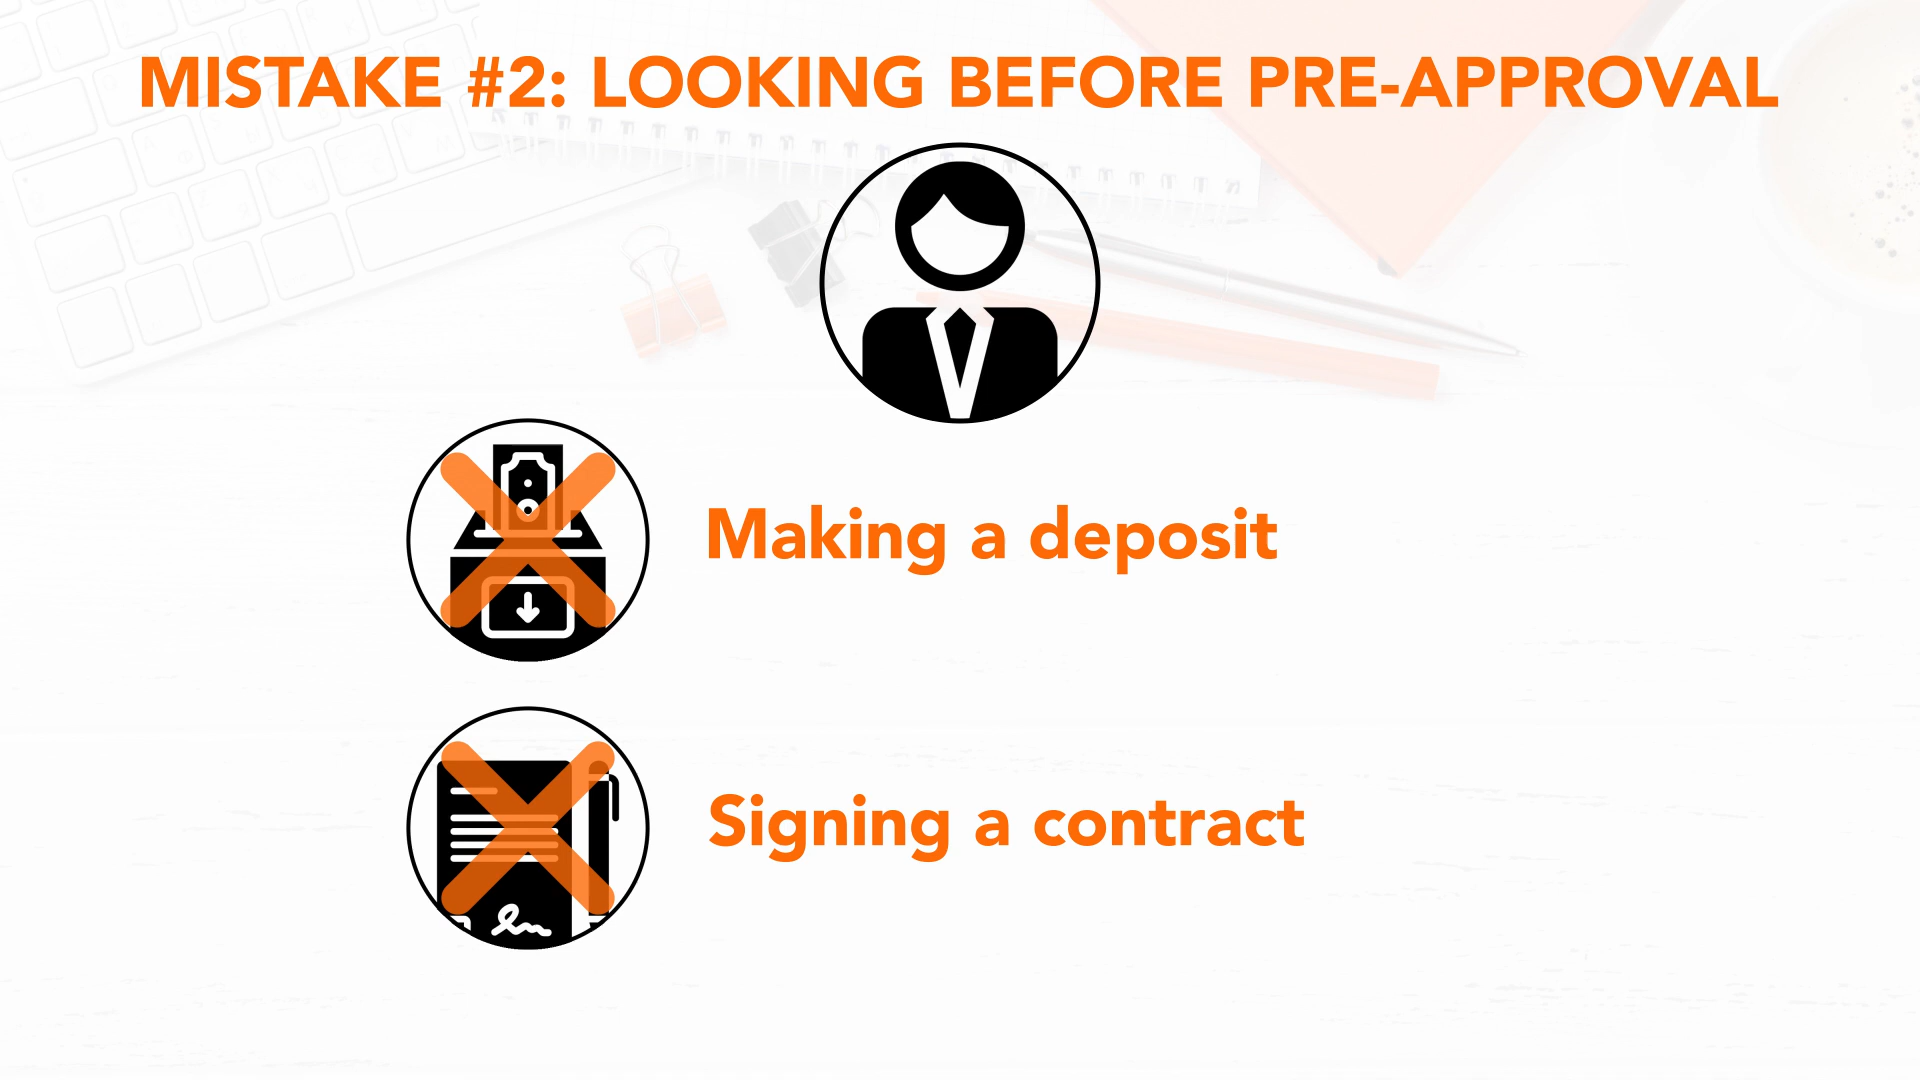 MISTAKE #2: LOOKING BEFORE PRE-APPROVAL
Making a deposit
Signing a contract